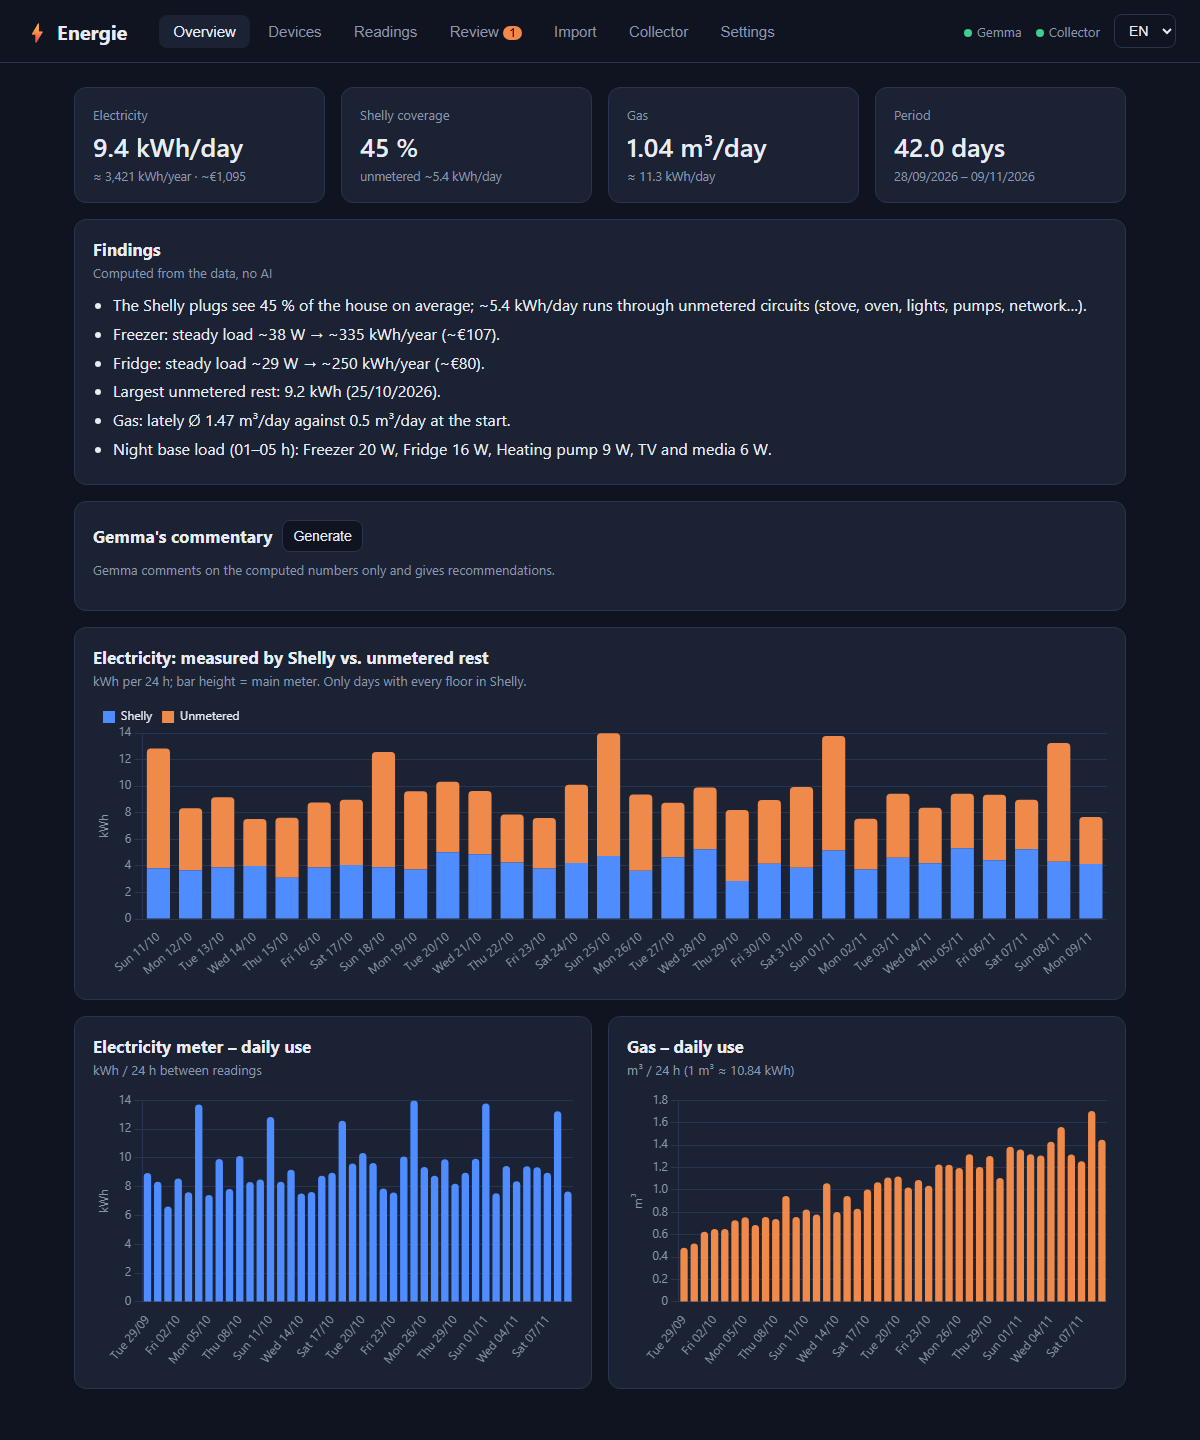 Energie
Overview
Devices
Readings
Review 1
Import
Collector
Settings
Gemma
Collector
EN
Electricity
9.4 kWh/day
≈ 3,421 kWh/year · ~€1,095
Shelly coverage
45 %
unmetered ~5.4 kWh/day
Gas
1.04 m³/day
≈ 11.3 kWh/day
Period
42.0 days
28/09/2026 – 09/11/2026
Findings
Computed from the data, no AI
• The Shelly plugs see 45 % of the house on average; ~5.4 kWh/day runs through unmetered circuits (stove, oven, lights, pumps, network…).
• Freezer: steady load ~38 W → ~335 kWh/year (~€107).
• Fridge: steady load ~29 W → ~250 kWh/year (~€80).
• Largest unmetered rest: 9.2 kWh (25/10/2026).
• Gas: lately Ø 1.47 m³/day against 0.5 m³/day at the start.
• Night base load (01–05 h): Freezer 20 W, Fridge 16 W, Heating pump 9 W, TV and media 6 W.
Gemma's commentary
Generate
Gemma comments on the computed numbers only and gives recommendations.
Electricity: measured by Shelly vs. unmetered rest
kWh per 24 h; bar height = main meter. Only days with every floor in Shelly.
Shelly
Unmetered
14
12
10
8
6
4
2
0
kWh
Sun 11/10
Mon 12/10
Tue 13/10
Wed 14/10
Thu 15/10
Fri 16/10
Sat 17/10
Sun 18/10
Mon 19/10
Tue 20/10
Wed 21/10
Thu 22/10
Fri 23/10
Sat 24/10
Sun 25/10
Mon 26/10
Tue 27/10
Wed 28/10
Thu 29/10
Fri 30/10
Sat 31/10
Sun 01/11
Mon 02/11
Tue 03/11
Wed 04/11
Thu 05/11
Fri 06/11
Sat 07/11
Sun 08/11
Mon 09/11
Electricity meter – daily use
kWh / 24 h between readings
14
12
10
8
6
4
2
0
kWh
Tue 29/09
Fri 02/10
Mon 05/10
Thu 08/10
Sun 11/10
Wed 14/10
Sat 17/10
Tue 20/10
Fri 23/10
Mon 26/10
Thu 29/10
Sun 01/11
Wed 04/11
Sat 07/11
Gas – daily use
m³ / 24 h (1 m³ ≈ 10.84 kWh)
1.8
1.6
1.4
1.2
1.0
0.8
0.6
0.4
0.2
0
m³
Tue 29/09
Fri 02/10
Mon 05/10
Thu 08/10
Sun 11/10
Wed 14/10
Sat 17/10
Tue 20/10
Fri 23/10
Mon 26/10
Thu 29/10
Sun 01/11
Wed 04/11
Sat 07/11